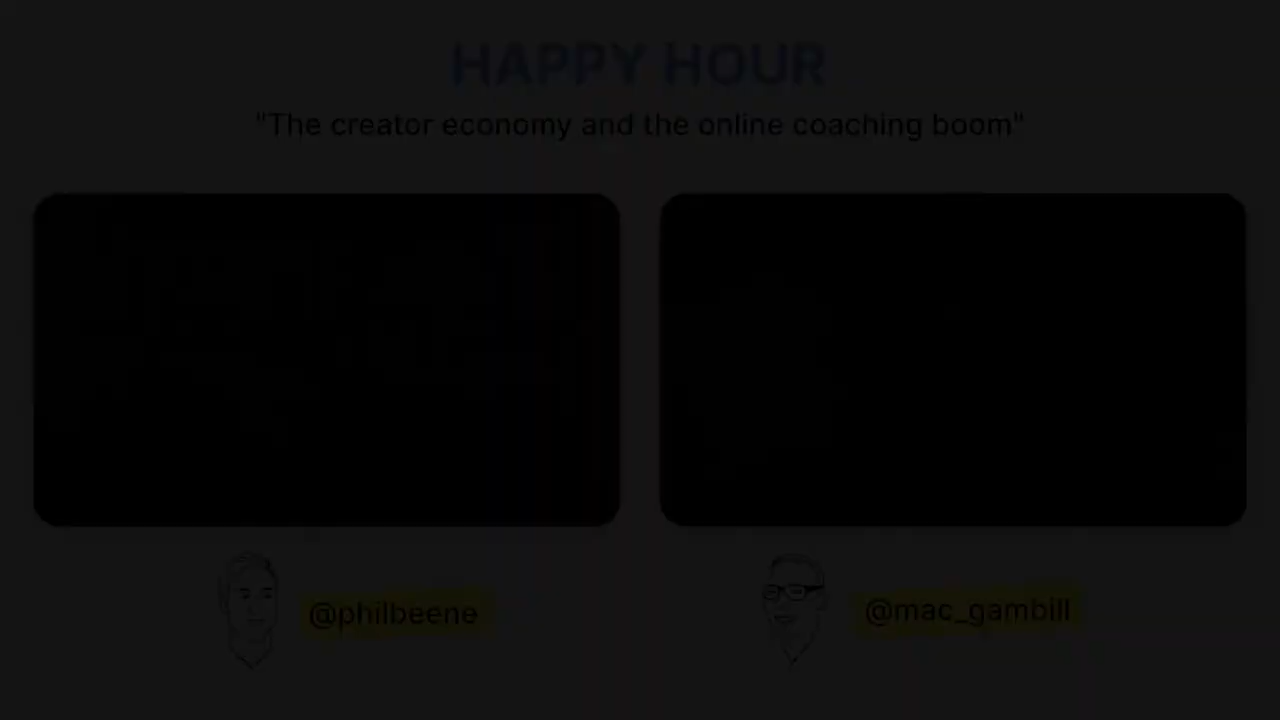 HAPPY HOUR
"The creator economy and the online coaching boom"
@philbeene
@mac_gambill